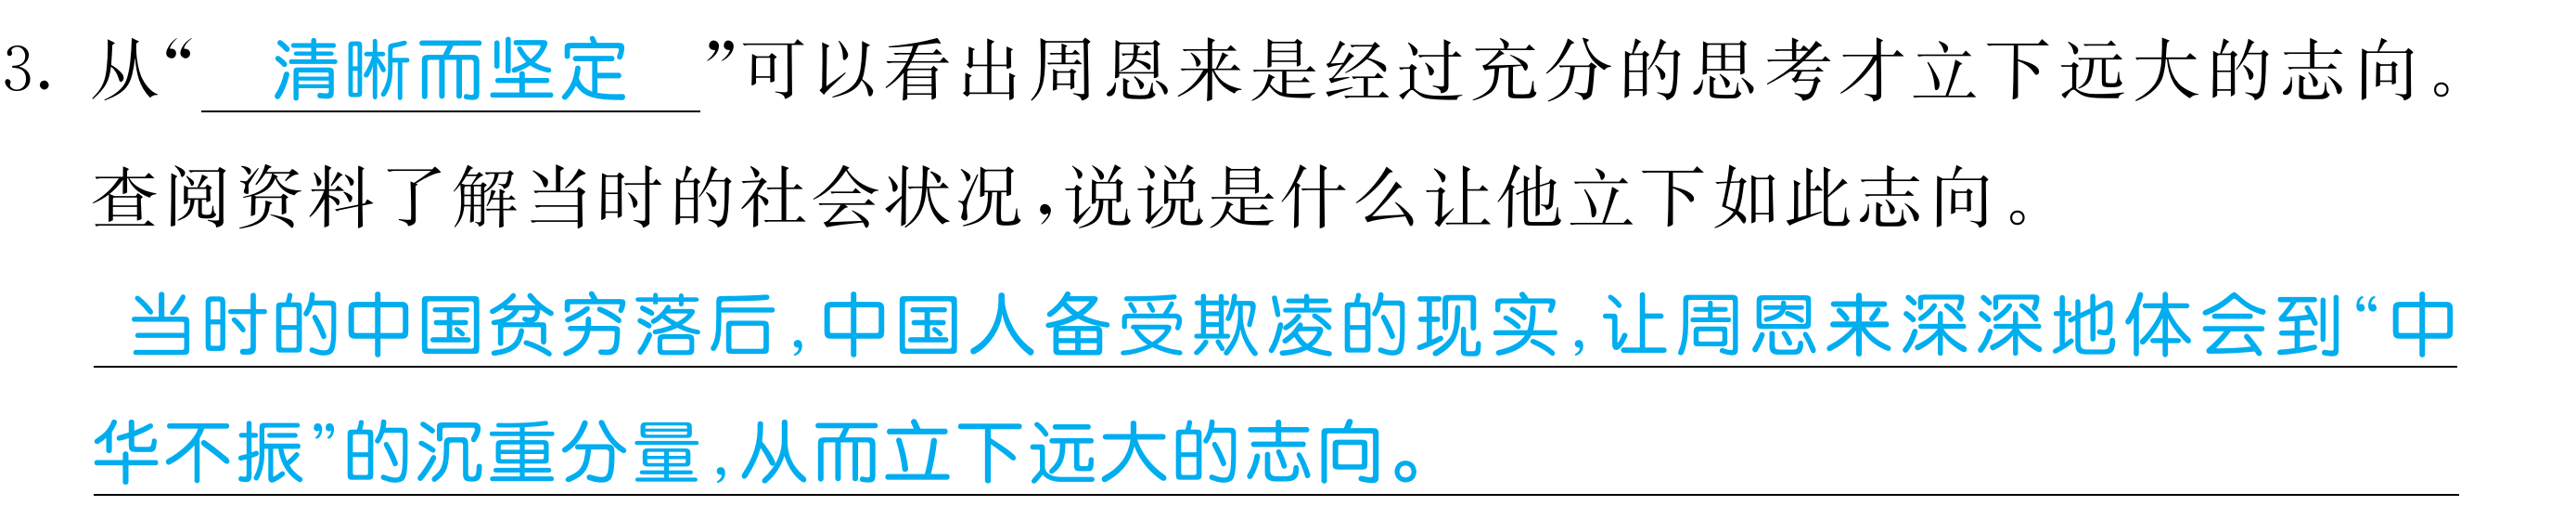 3. 从“清晰而坚定”可以看出周恩来是经过充分的思考才立下远大的志向。
查阅资料了解当时的社会状况,说说是什么让他立下如此志向。
当时的中国贫穷落后,中国人备受欺凌的现实,让周恩来深深地体会到“中
华不振”的沉重分量,从而立下远大的志向。